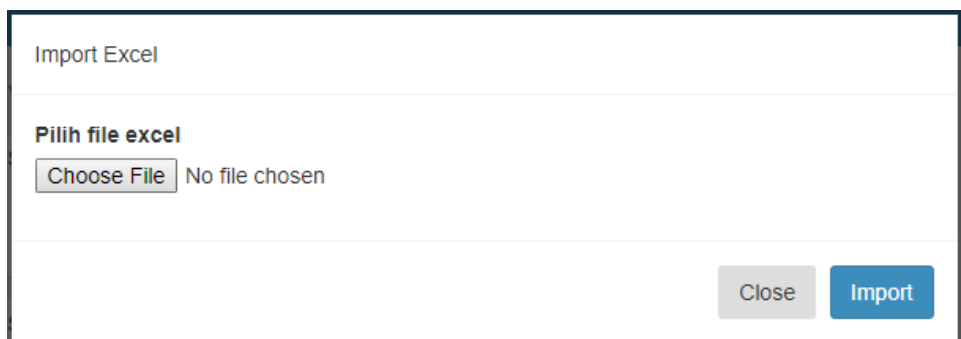 Import Excel
Pilih file excel
Choose File No file chosen
Close Import